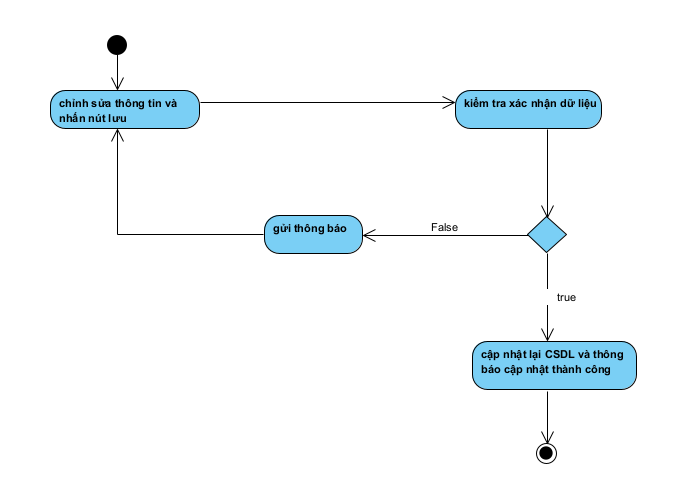 chỉnh sửa thông tin và
nhấn nút lưu
kiểm tra xác nhận dữ liệu
gửi thông báo
False
true
cập nhật lại CSDL và thông
báo cập nhật thành công